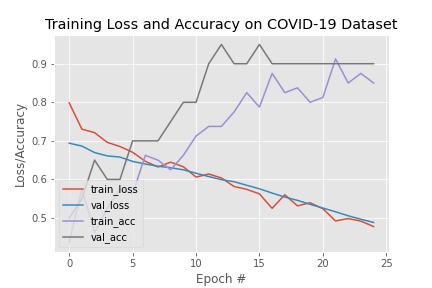 Training Loss and Accuracy on COVID-19 Dataset
Loss/Accuracy
0.9
0.8
0.7
0.6
0.5
train_loss
val_loss
train_acc
val_acc
0 5 10 15 20 25
Epoch #